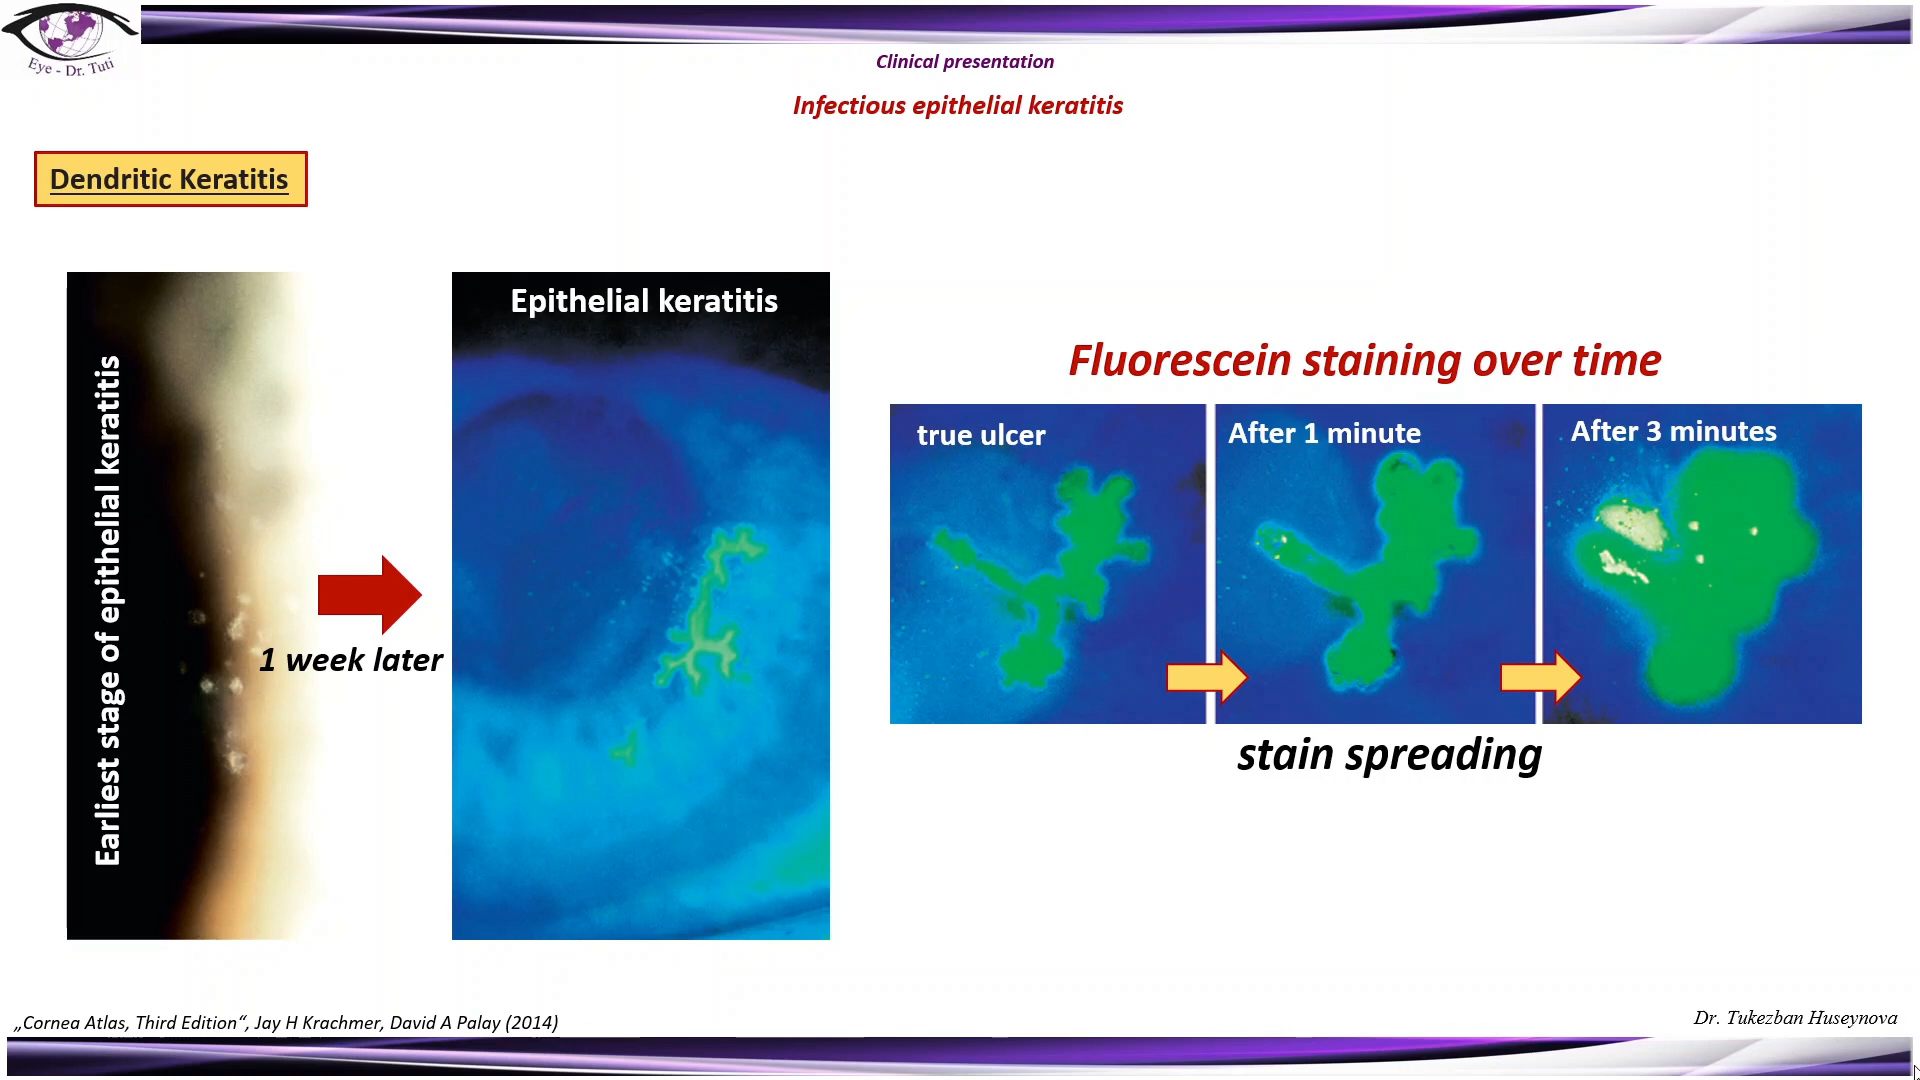 Eye - Dr. Tuti
Clinical presentation
Infectious epithelial keratitis
Dendritic Keratitis
Earliest stage of epithelial keratitis
1 week later
Epithelial keratitis
Fluorescein staining over time
true ulcer
After 1 minute
After 3 minutes
stain spreading
„Cornea Atlas, Third Edition“, Jay H Krachmer, David A Palay (2014)
Dr. Tukezban Huseynova